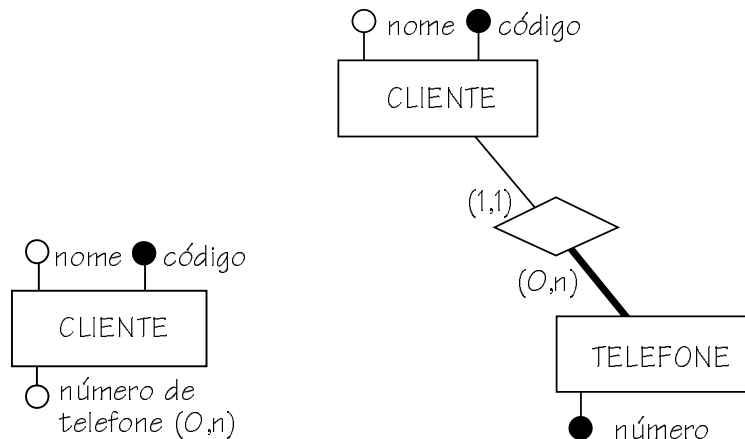 nome código
CLIENTE
número de
telefone (0,n)
nome código
CLIENTE
(1,1)
(0,n)
TELEFONE
número